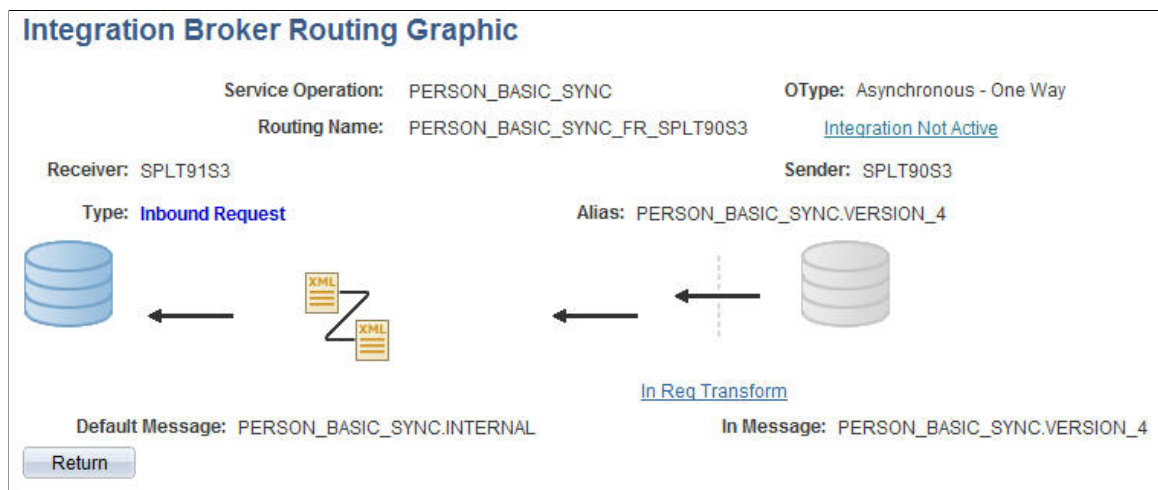 Integration Broker Routing Graphic
Service Operation: PERSON_BASIC_SYNC OType: Asynchronous - One Way
Routing Name: PERSON_BASIC_SYNC_FR_SPLT90S3 Integration Not Active
Receiver: SPLT91S3 Sender: SPLT90S3
Type: Inbound Request Alias: PERSON_BASIC_SYNC.VERSION_4
XML
XML
In Req Transform
Default Message: PERSON_BASIC_SYNC.INTERNAL In Message: PERSON_BASIC_SYNC.VERSION_4
Return